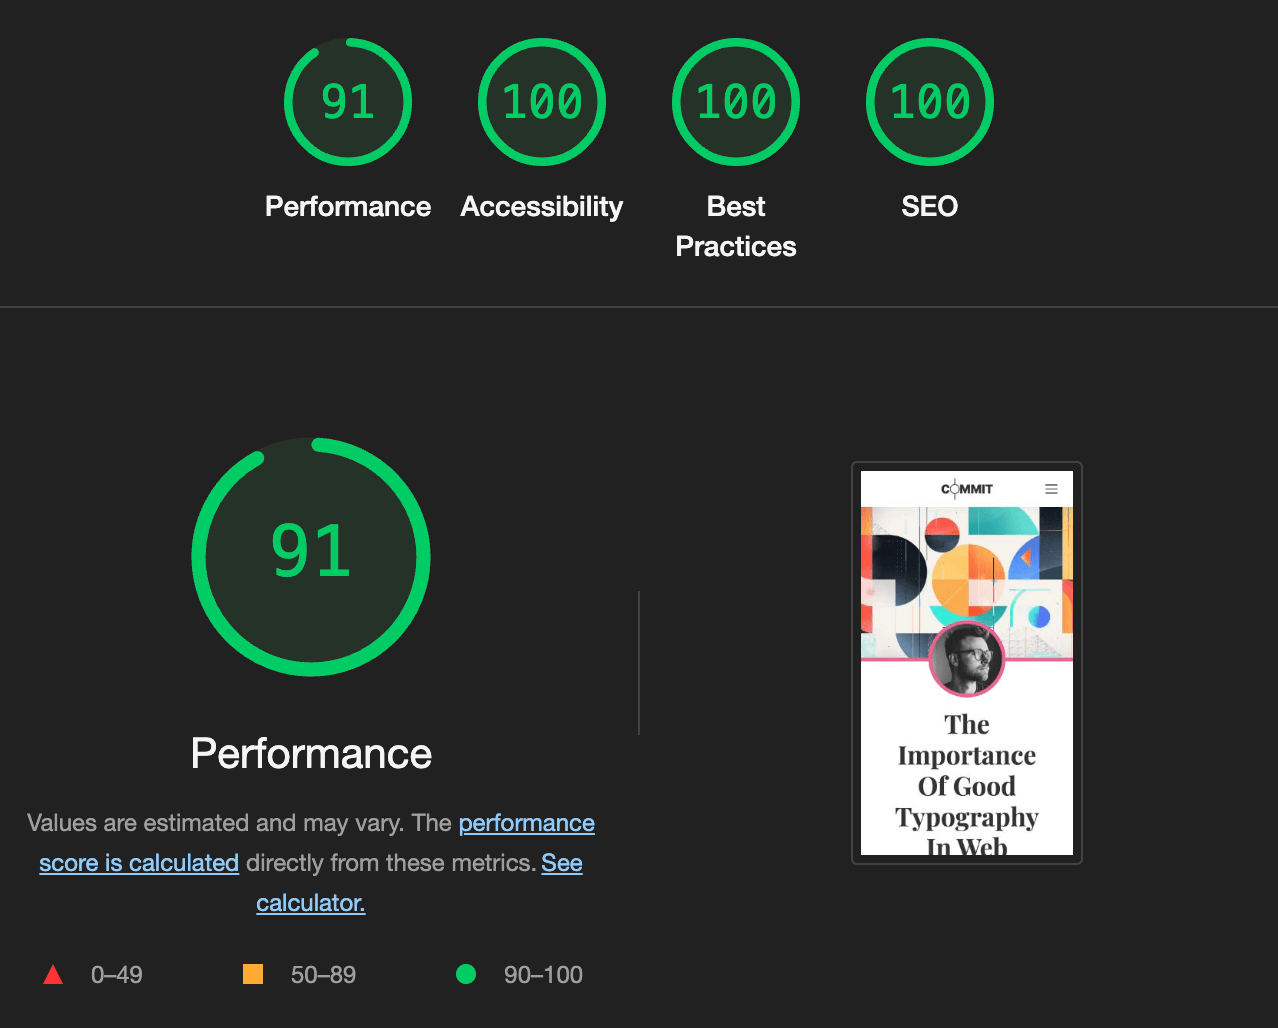 91
100
100
100
Performance
Accessibility
Best
Practices
SEO
91
Performance
Values are estimated and may vary. The performance
score is calculated directly from these metrics. See
calculator.
0–49
50–89
90–100
COMMIT
The
Importance
Of Good
Typography
In Web